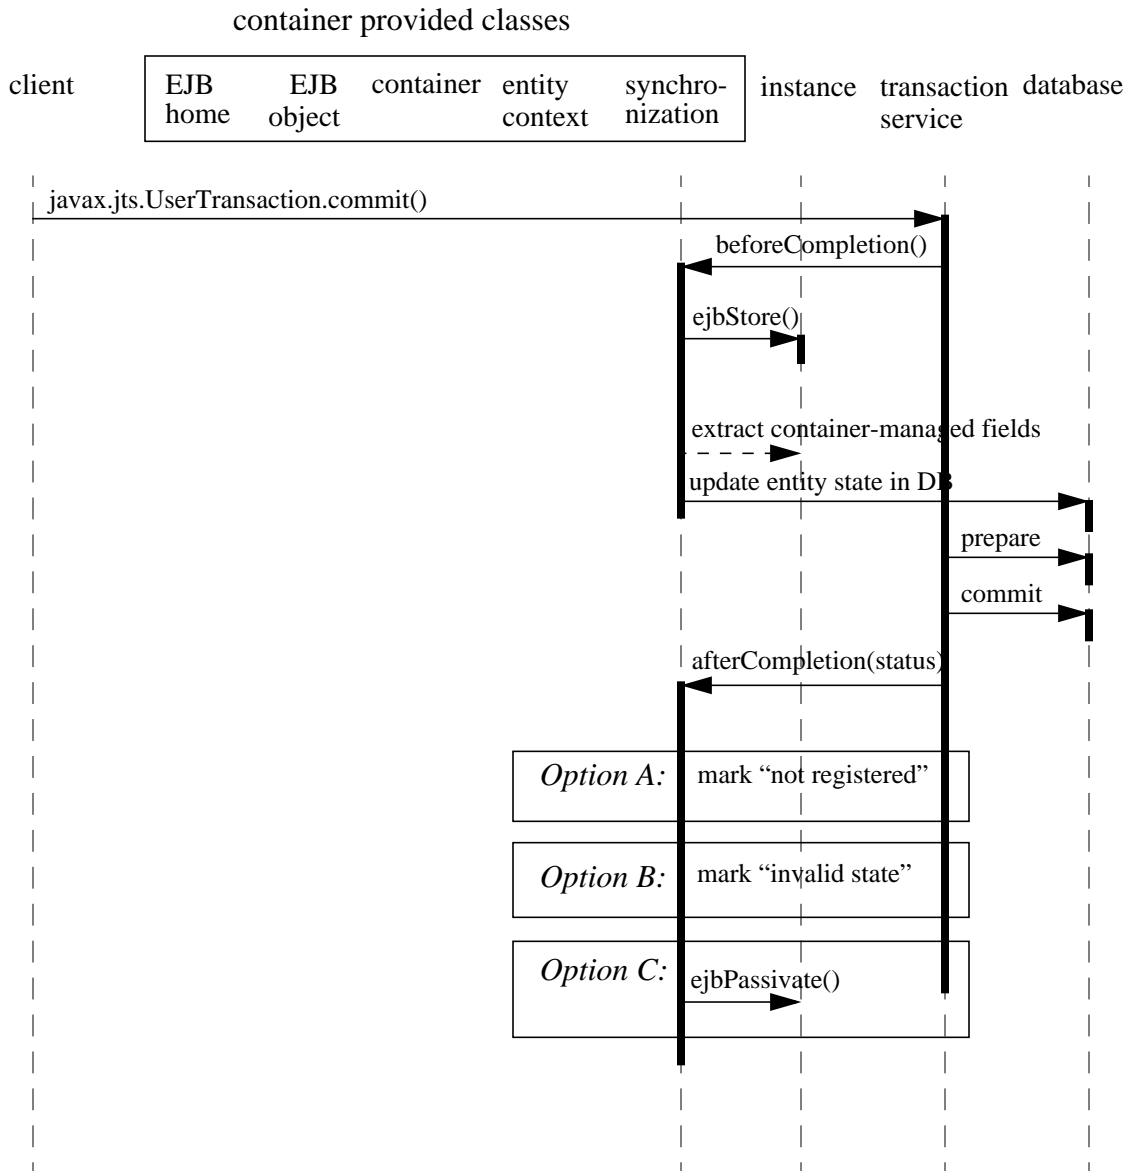 container provided classes
client
EJB
home
EJB
object
container
entity
context
synchro-
nization
instance
transaction
service
database
javax.jts.UserTransaction.commit()
beforeCompletion()
ejbStore()
extract container-managed fields
update entity state in DB
prepare
commit
afterCompletion(status)
Option A: mark “not registered”
Option B: mark “invalid state”
Option C:
ejbPassivate()